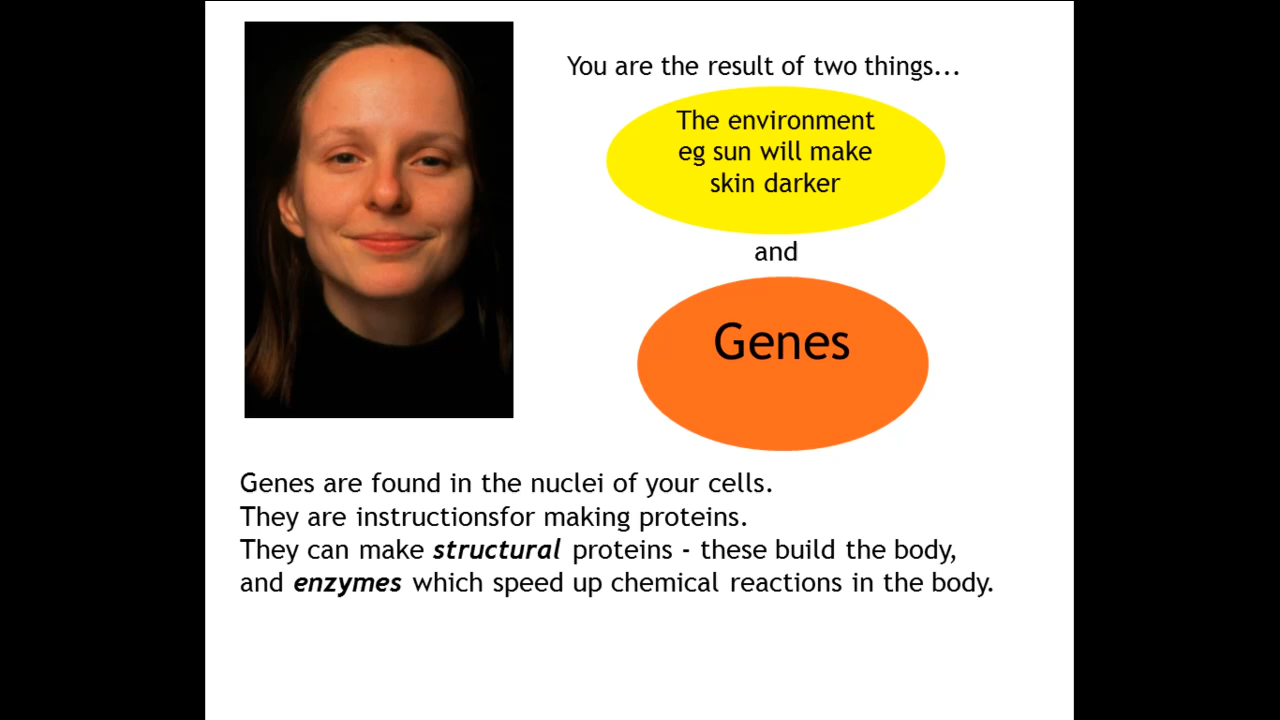 You are the result of two things...
The environment
eg sun will make
skin darker
and
Genes
Genes are found in the nuclei of your cells.
They are instructionsfor making proteins.
They can make structural proteins - these build the body,
and enzymes which speed up chemical reactions in the body.